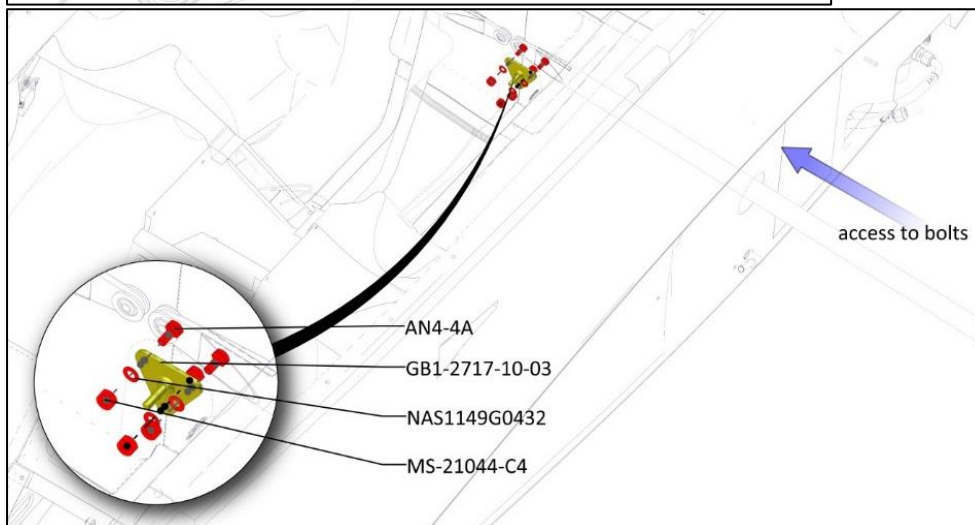 access to bolts
AN4-4A
GB1-2717-10-03
NAS1149G0432
MS-21044-C4